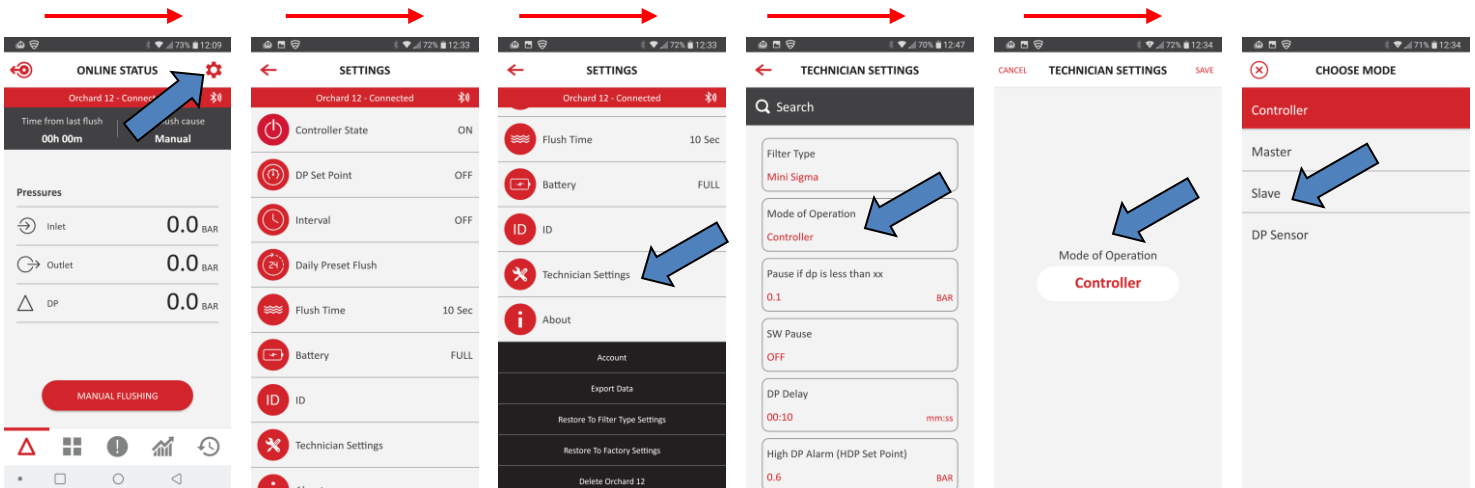 73% 12:09
ONLINE STATUS
Orchard 12 - Connected
Time from last flush
cause
00h 00m
Manual
Pressures
Inlet
0.0 BAR
Outlet
0.0 BAR
DP
0.0 BAR
MANUAL FLUSHING
72% 12:33
SETTINGS
Orchard 12 - Connected
Controller State ON
DP Set Point OFF
Interval OFF
24 Daily Preset Flush
Flush Time 10 Sec
Battery FULL
ID ID
Technician Settings
72% 12:33
SETTINGS
Orchard 12 - Connected
Flush Time 10 Sec
Battery FULL
ID ID
Technician Settings
i About
Account
Export Data
Restore To Filter Type Settings
Restore To Factory Settings
Delete Orchard 12
70% 12:47
TECHNICIAN SETTINGS
Search
Filter Type
Mini Sigma
Mode of Operation
Controller
Pause if dp is less than xx
0.1 BAR
SW Pause
OFF
DP Delay
00:10 mm:ss
High DP Alarm (HDP Set Point)
0.6 BAR
72% 12:34
CANCEL TECHNICIAN SETTINGS SAVE
Mode of Operation
Controller
71% 12:34
CHOOSE MODE
Controller
Master
Slave
DP Sensor